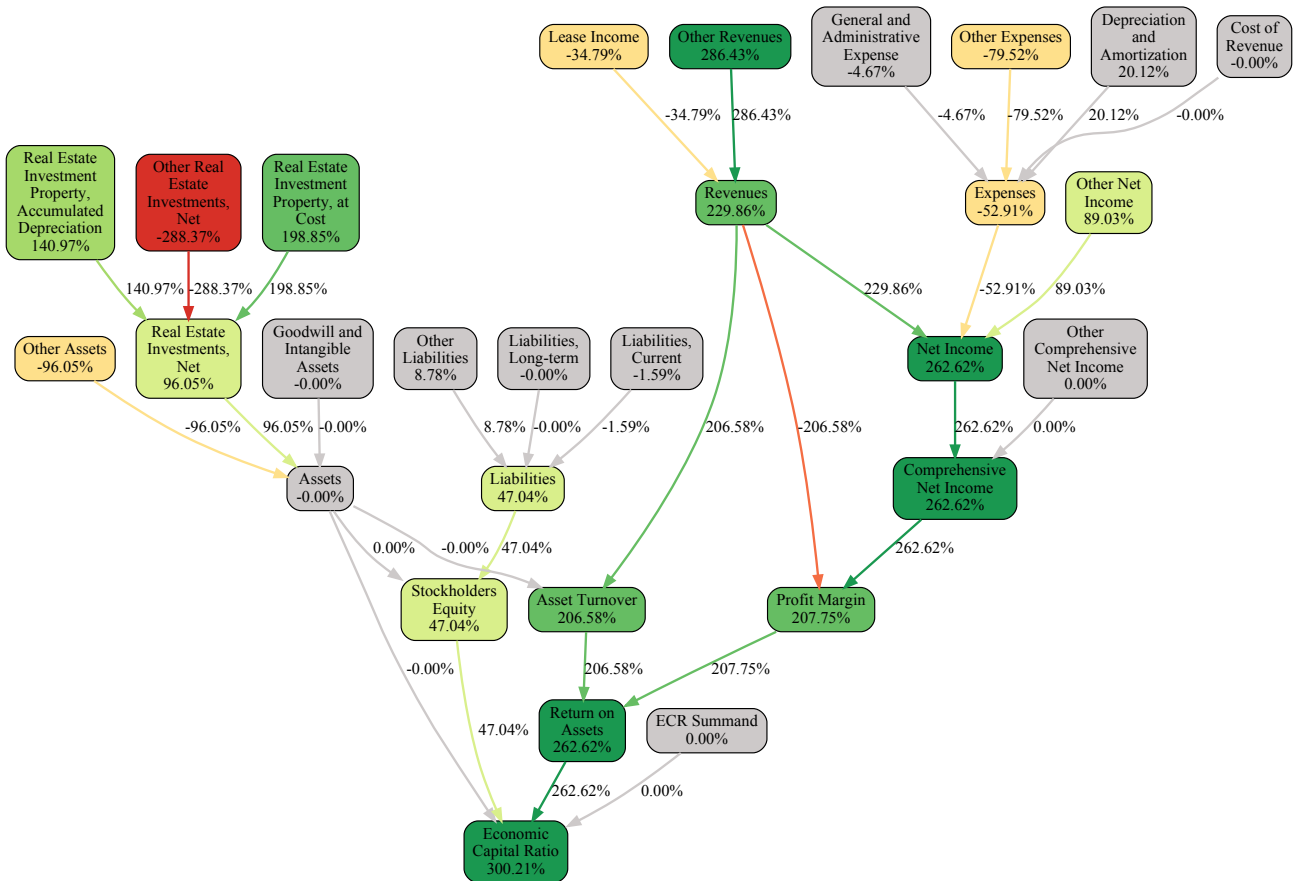 Lease Income
-34.79%
Other Revenues
286.43%
General and
Administrative
Expense
-4.67%
Other Expenses
-79.52%
Depreciation
and
Amortization
20.12%
Cost of
Revenue
-0.00%
-34.79%
286.43%
-4.67%
-79.52%
20.12%
-0.00%
Real Estate
Investment
Property,
Accumulated
Depreciation
140.97%
Other Real
Estate
Investments,
Net
-288.37%
Real Estate
Investment
Property, at
Cost
198.85%
Revenues
229.86%
Expenses
-52.91%
Other Net
Income
89.03%
140.97%
-288.37%
198.85%
229.86%
-52.91%
89.03%
Other Assets
-96.05%
Real Estate
Investments,
Net
96.05%
Goodwill and
Intangible
Assets
-0.00%
Other
Liabilities
8.78%
Liabilities,
Long-term
-0.00%
Liabilities,
Current
-1.59%
Net Income
262.62%
Other
Comprehensive
Net Income
0.00%
-96.05%
96.05%
-0.00%
8.78%
-0.00%
-1.59%
206.58%
-206.58%
262.62%
0.00%
Assets
-0.00%
Liabilities
47.04%
Comprehensive
Net Income
262.62%
0.00%
-0.00%
47.04%
262.62%
Stockholders
Equity
47.04%
Asset Turnover
206.58%
Profit Margin
207.75%
-0.00%
206.58%
207.75%
47.04%
Return on
Assets
262.62%
ECR Summand
0.00%
262.62%
0.00%
Economic
Capital Ratio
300.21%